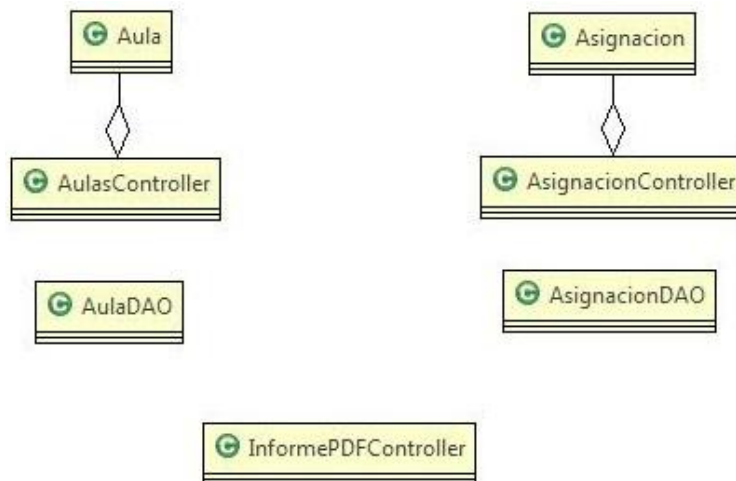 C Aula
C Asignacion
C AulasController
C AsignacionController
C AulaDAO
C AsignacionDAO
C InformePDFController